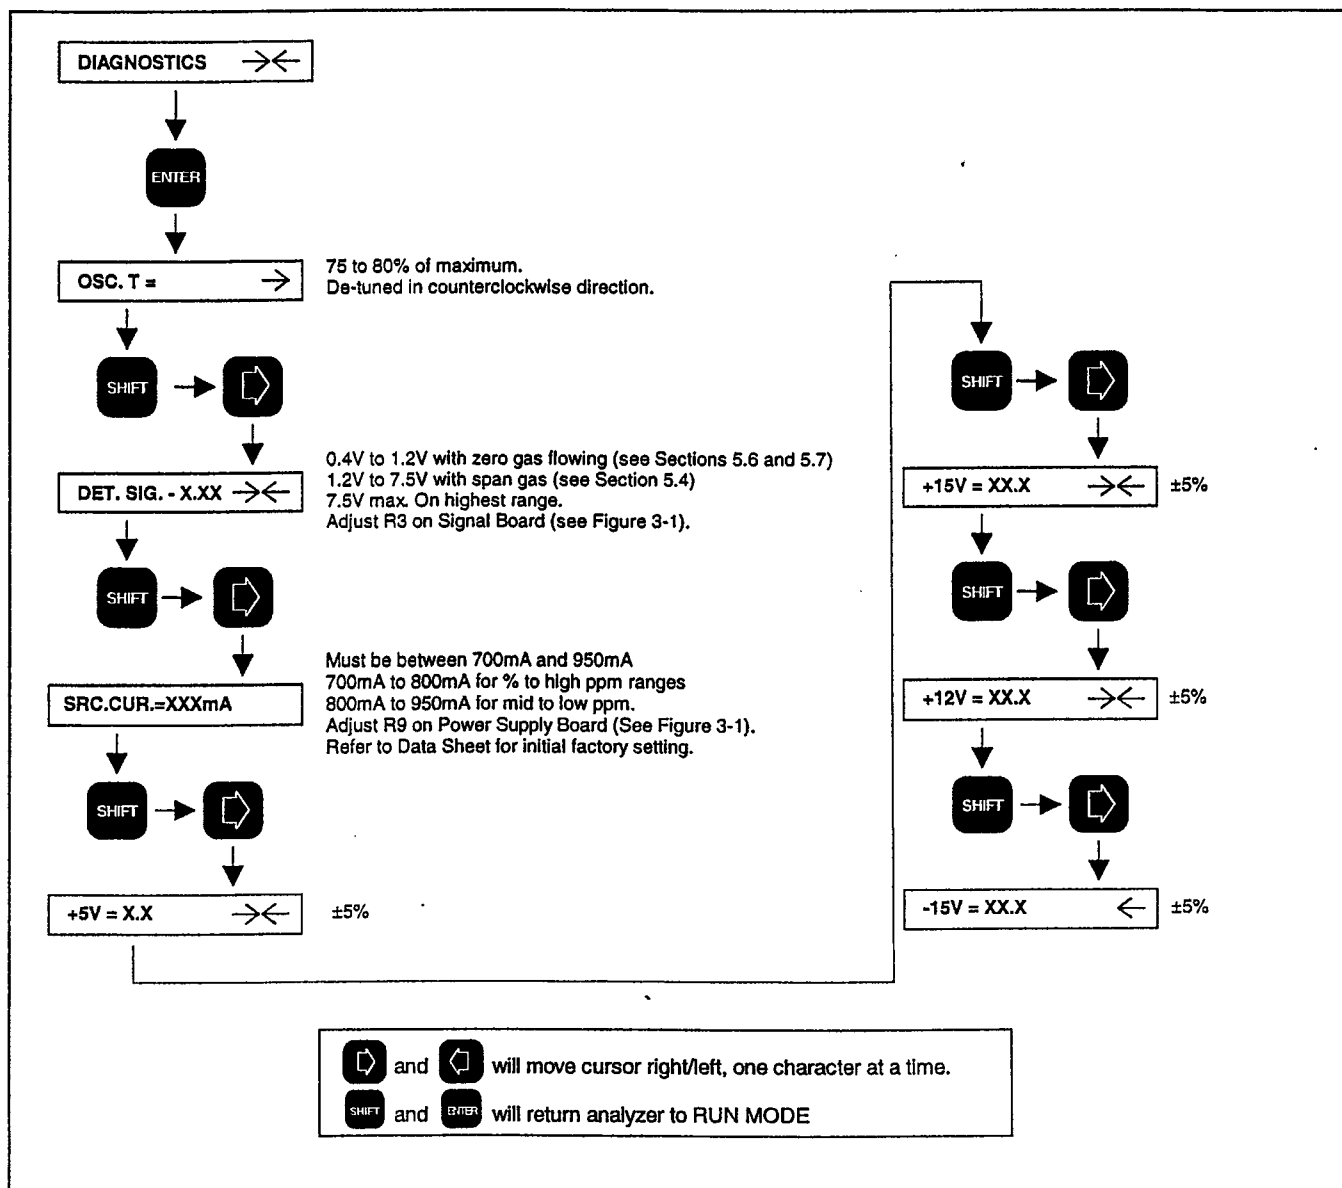 DIAGNOSTICS →←
ENTER
OSC. T = →
75 to 80% of maximum.
De-tuned in counterclockwise direction.
SHIFT
DET. SIG. - X.XX →←
0.4V to 1.2V with zero gas flowing (see Sections 5.6 and 5.7)
1.2V to 7.5V with span gas (see Section 5.4)
7.5V max. On highest range.
Adjust R3 on Signal Board (see Figure 3-1).
SHIFT
SRC.CUR.=XXXmA
Must be between 700mA and 950mA
700mA to 800mA for % to high ppm ranges
800mA to 950mA for mid to low ppm.
Adjust R9 on Power Supply Board (See Figure 3-1).
Refer to Data Sheet for initial factory setting.
SHIFT
+5V = X.X →← ±5%
SHIFT
+15V = XX.X →← ±5%
SHIFT
+12V = XX.X →← ±5%
SHIFT
-15V = XX.X ← ±5%
and will move cursor right/left, one character at a time.
SHIFT and ENTER will return analyzer to RUN MODE